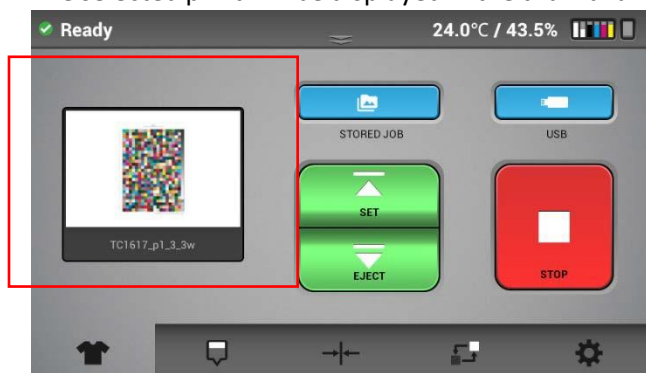 Ready
24.0°C / 43.5%
STORED JOB
USB
SET
TC1617_p1_3_3w
EJECT
STOP